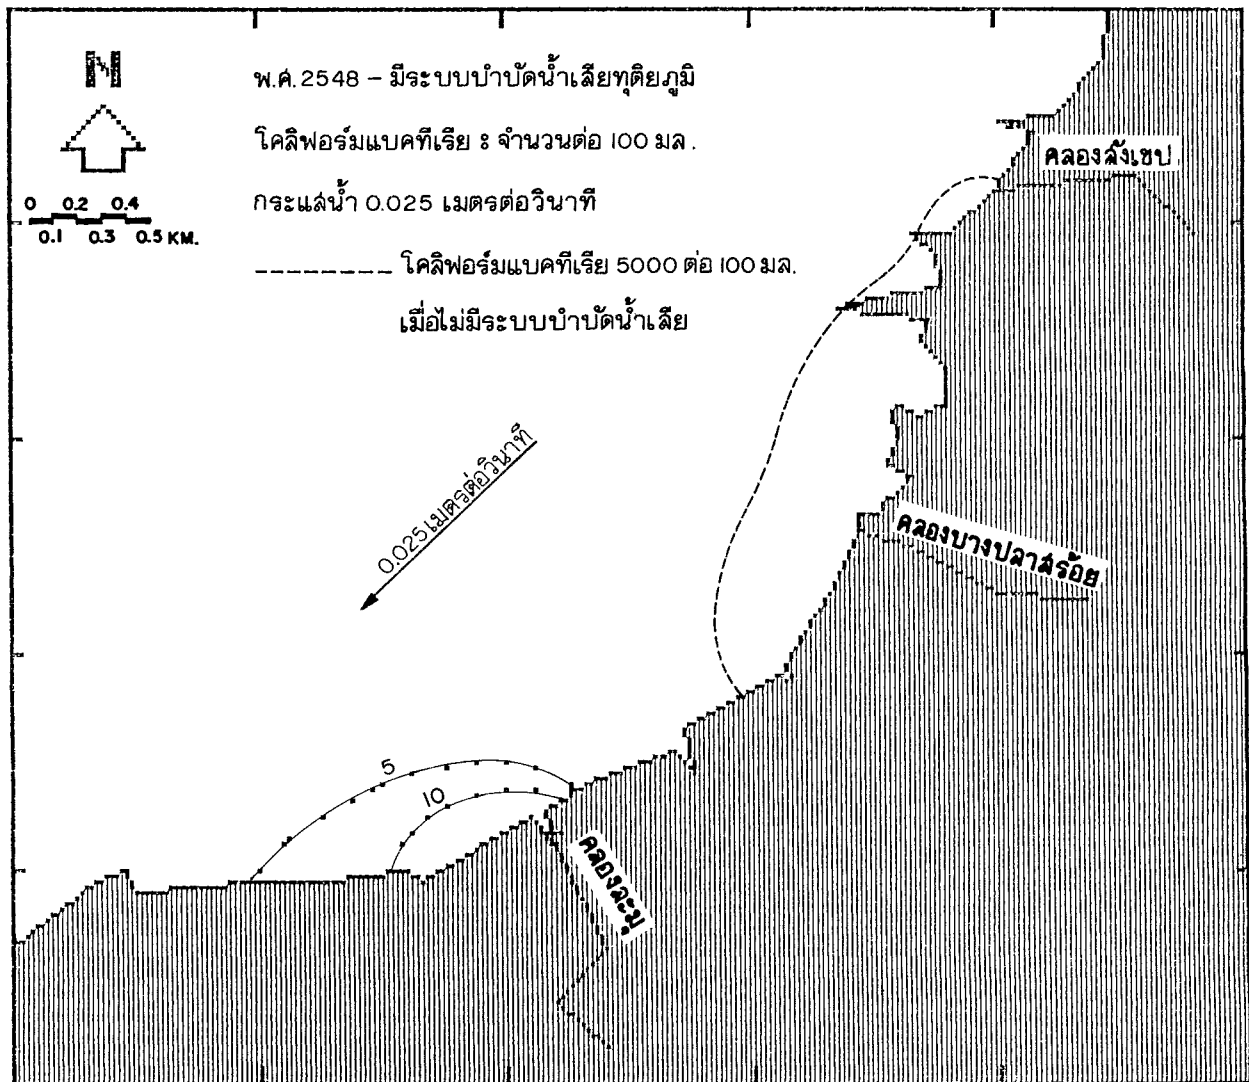 N
พ.ศ. 2548 - มีระบบบำบัดน้ำเสียทุติยภูมิ
โคลิฟอร์มแบคทีเรีย : จำนวนต่อ 100 มล.
กระแสน้ำ 0.025 เมตรต่อวินาที
0 0.2 0.4
0.1 0.3 0.5 KM.
-------- โคลิฟอร์มแบคทีเรีย 5000 ต่อ 100 มล.
เมื่อไม่มีระบบบำบัดน้ำเสีย
คลองสังเขป
0.025 เมตรต่อวินาที
คลองบางปลาสร้อย
5
10
คลองละมุ